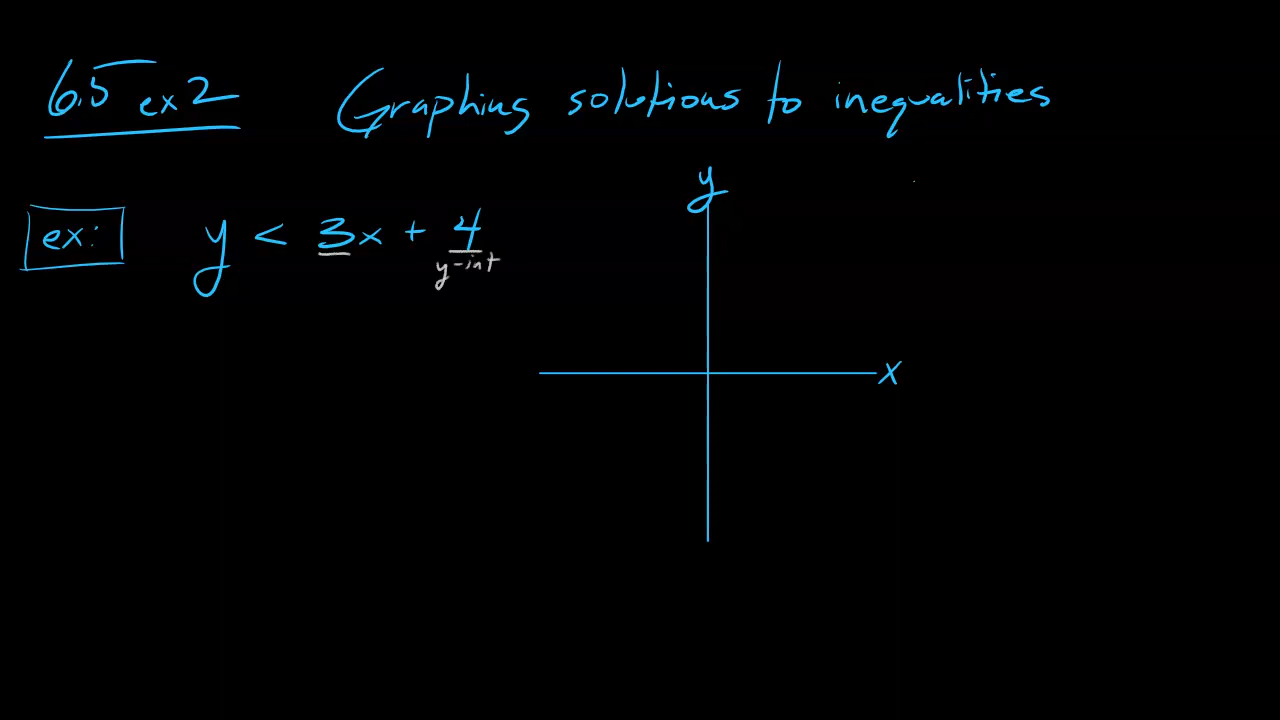 6.5 ex 2 Graphing solutions to inequalities
ex: y < 3x + 4
y-int
y
x